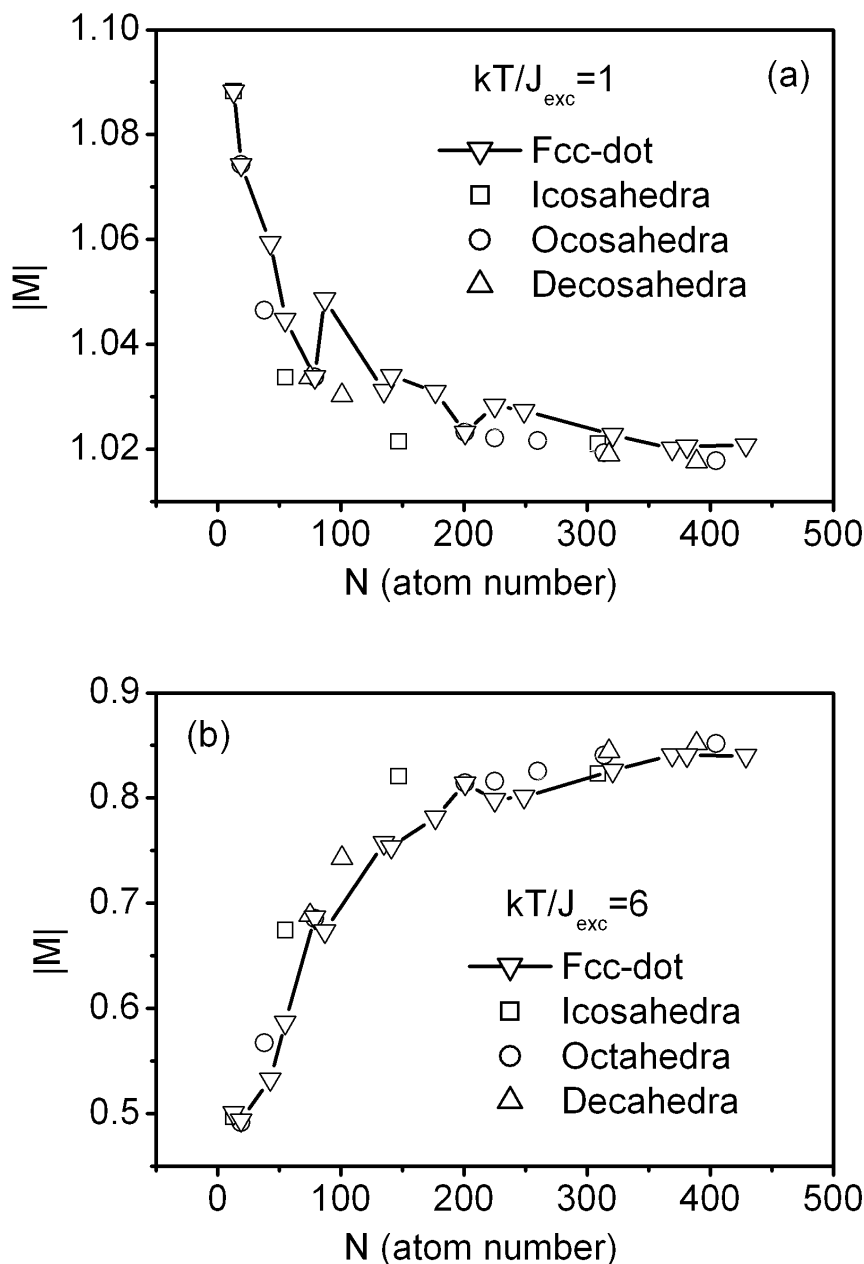 1.10
kT/J_exc=1
(a)
1.08
Fcc-dot
Icosahedra
1.06
Ocosahedra
Decosahedra
|M|
1.04
1.02
0 100 200 300 400 500
N (atom number)
0.9
(b)
0.8
0.7
kT/J_exc=6
|M|
Fcc-dot
0.6
Icosahedra
Octahedra
Decahedra
0.5
0 100 200 300 400 500
N (atom number)